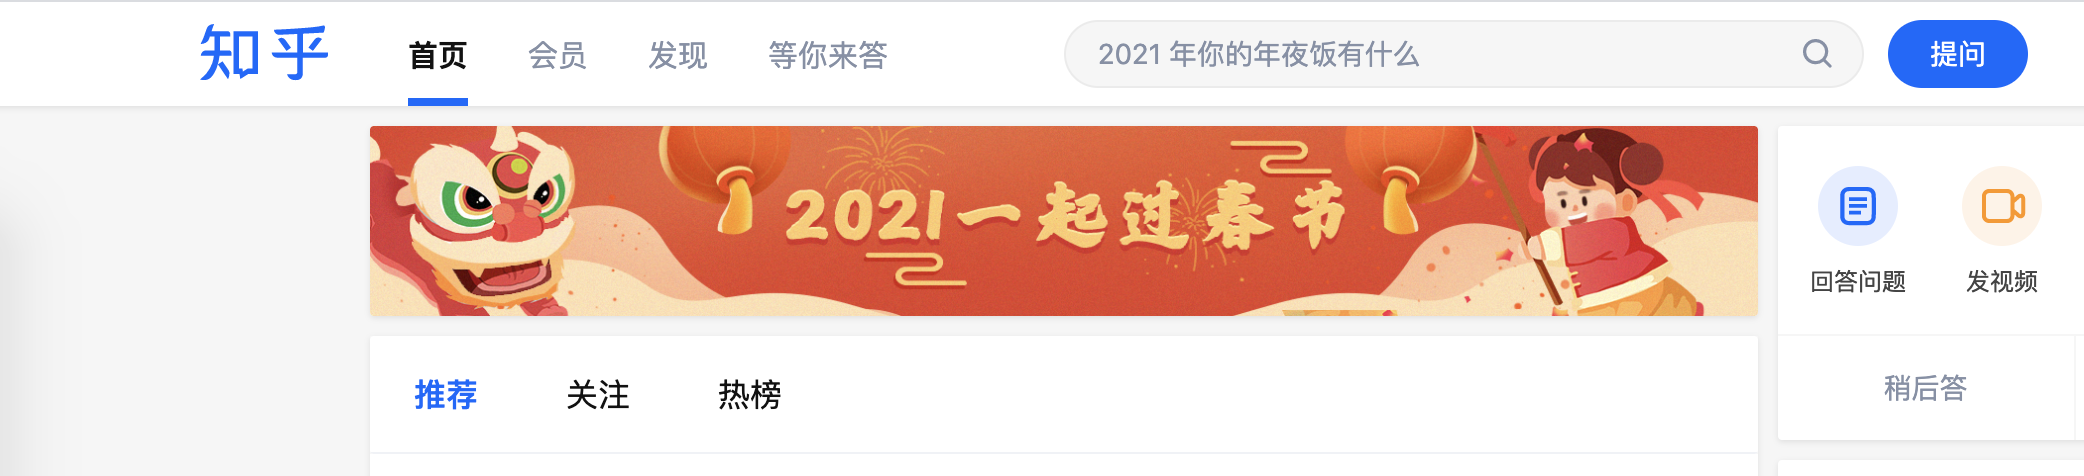 知乎 首页 会员 发现 等你来答 2021 年你的年夜饭有什么 提问
2021一起过春节
回答问题 发视频
推荐 关注 热榜
稍后答